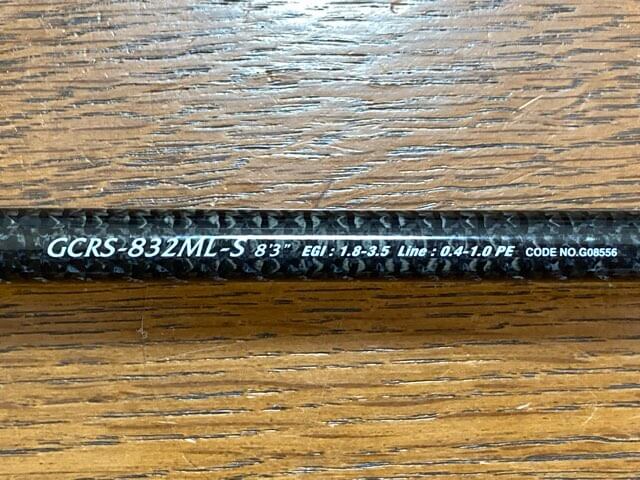 GCRS-832ML-S 8'3" EGI : 1.8-3.5 Line : 0.4-1.0 PE CODE NO.G08556